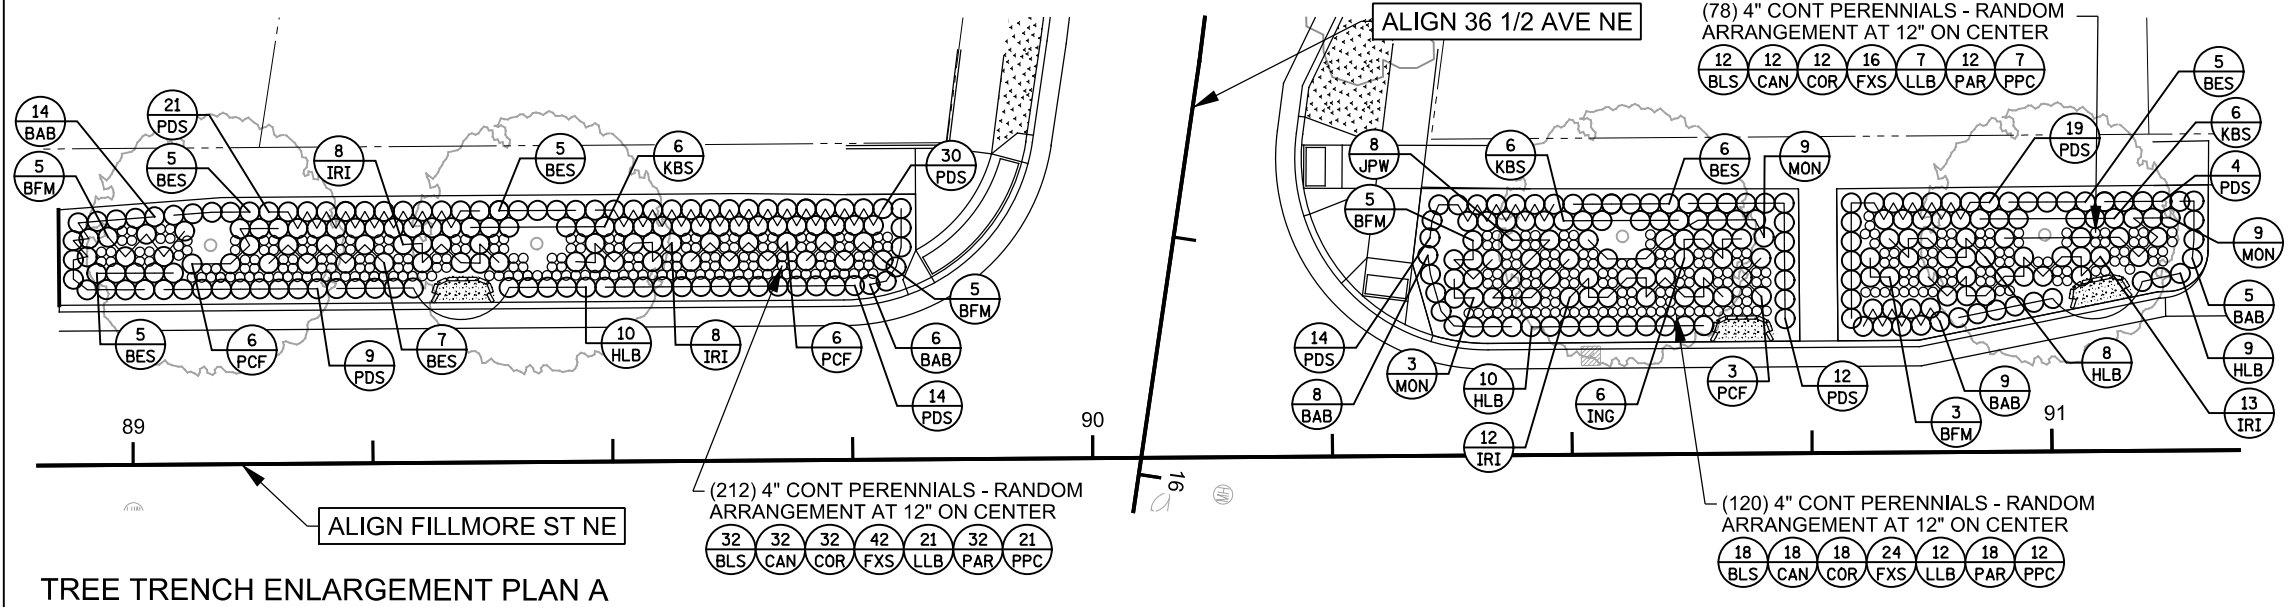 ALIGN 36 1/2 AVE NE
(78) 4" CONT PERENNIALS - RANDOM
ARRANGEMENT AT 12" ON CENTER
12 12 12 16 7 12 7
BLS CAN COR FXS LLB PAR PPC
14
BAB
21
PDS
5
BFM
5
BES
8
IRI
5
BES
6
KBS
30
PDS
8
JPW
6
KBS
6
BES
9
MON
19
PDS
5
BES
6
KBS
4
PDS
5
BFM
9
MON
5
BES
6
PCF
9
PDS
7
BES
10
HLB
8
IRI
6
PCF
5
BFM
6
BAB
14
PDS
14
PDS
8
BAB
3
MON
10
HLB
12
IRI
6
ING
3
PCF
12
PDS
3
BFM
9
BAB
8
HLB
5
BAB
9
HLB
13
IRI
89
90
91
16
HW
ALIGN FILLMORE ST NE
(212) 4" CONT PERENNIALS - RANDOM
ARRANGEMENT AT 12" ON CENTER
32 32 32 42 21 32 21
BLS CAN COR FXS LLB PAR PPC
(120) 4" CONT PERENNIALS - RANDOM
ARRANGEMENT AT 12" ON CENTER
18 18 18 24 12 18 12
BLS CAN COR FXS LLB PAR PPC
TREE TRENCH ENLARGEMENT PLAN A